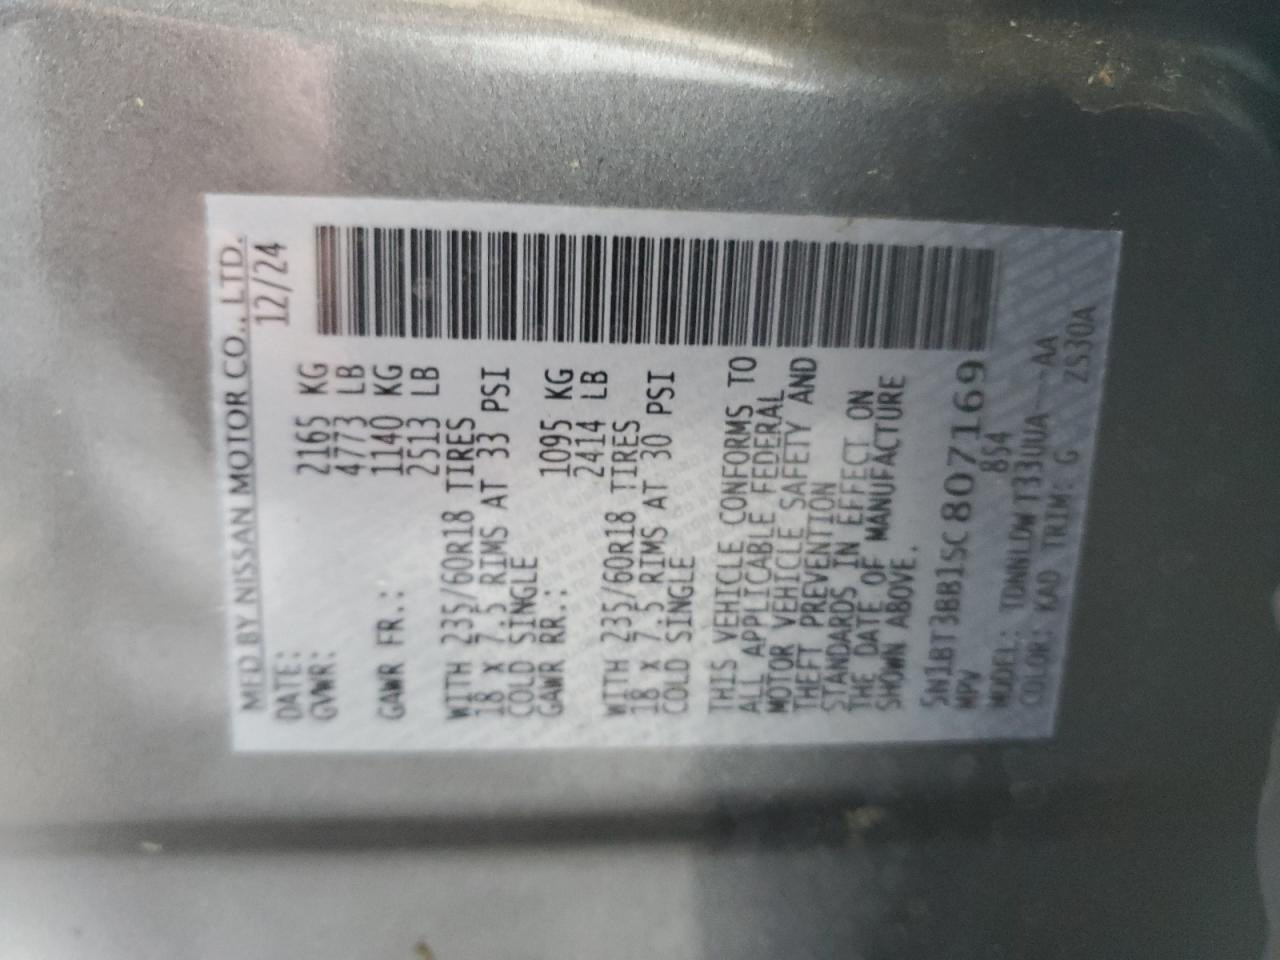 MFD BY NISSAN MOTOR CO., LTD.
DATE: 12/24
GVWR: 2165 KG
4773 LB
GAWR FR.: 1140 KG
2513 LB
WITH 235/60R18 TIRES
18 x 7.5 RIMS AT 33 PSI
COLD SINGLE
GAWR RR.: 1095 KG
2414 LB
WITH 235/60R18 TIRES
18 x 7.5 RIMS AT 30 PSI
COLD SINGLE
THIS VEHICLE CONFORMS TO
ALL APPLICABLE FEDERAL
MOTOR VEHICLE SAFETY AND
THEFT PREVENTION
STANDARDS IN EFFECT ON
THE DATE OF MANUFACTURE
SHOWN ABOVE.
5N1BT3BB1SC807169
MPV 854
MODEL: TDNNLDW T33UUA--AA
COLOR: KAD TRIM: G ZS30A